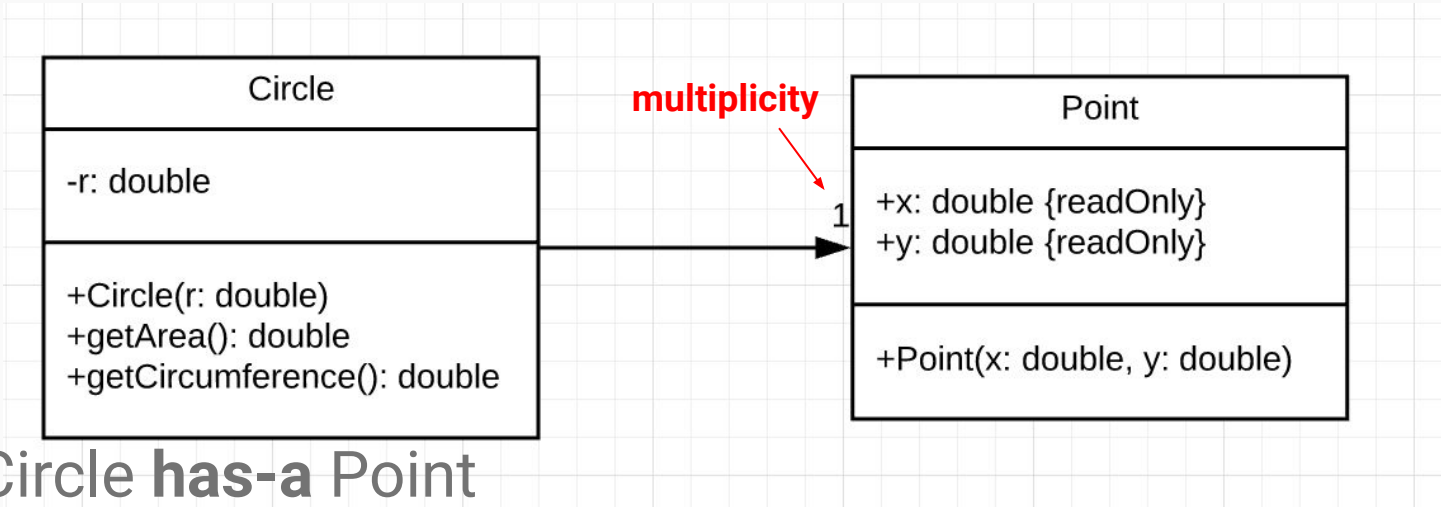 Circle
-r: double
+Circle(r: double)
+getArea(): double
+getCircumference(): double
multiplicity
1
Point
+x: double {readOnly}
+y: double {readOnly}
+Point(x: double, y: double)
Circle has-a Point